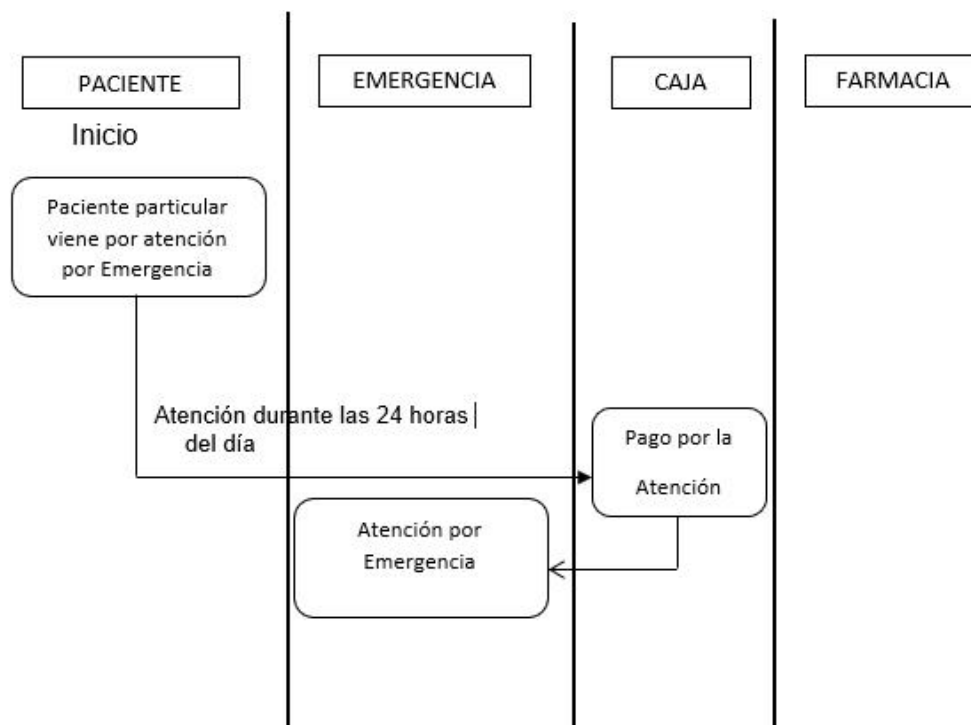 PACIENTE
EMERGENCIA
CAJA
FARMACIA
Inicio
Paciente particular
viene por atención
por Emergencia
Atención durante las 24 horas
del día
Pago por la
Atención
Atención por
Emergencia